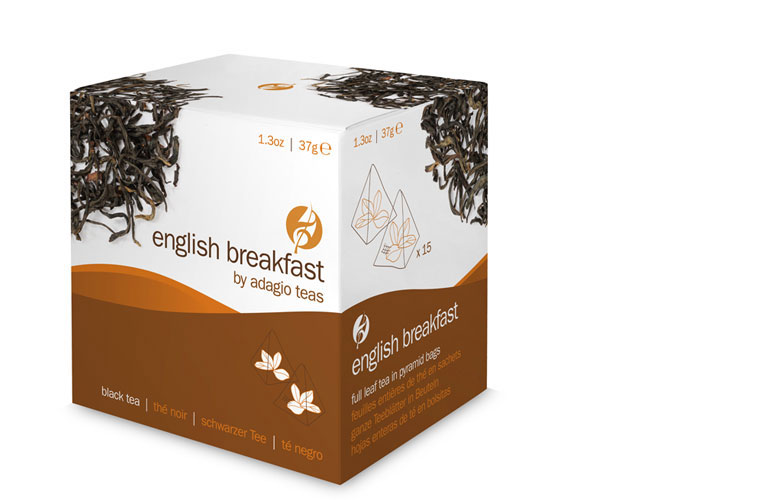 1.3oz | 37g ℮
english breakfast
by adagio teas
black tea | thé noir | schwarzer Tee | té negro
1.3oz | 37g ℮
x 15
english breakfast
full leaf tea in pyramid bags
feuilles entières de thé en sachets
ganze Teeblätter in Beuteln
hojas enteras de té en bolsitas